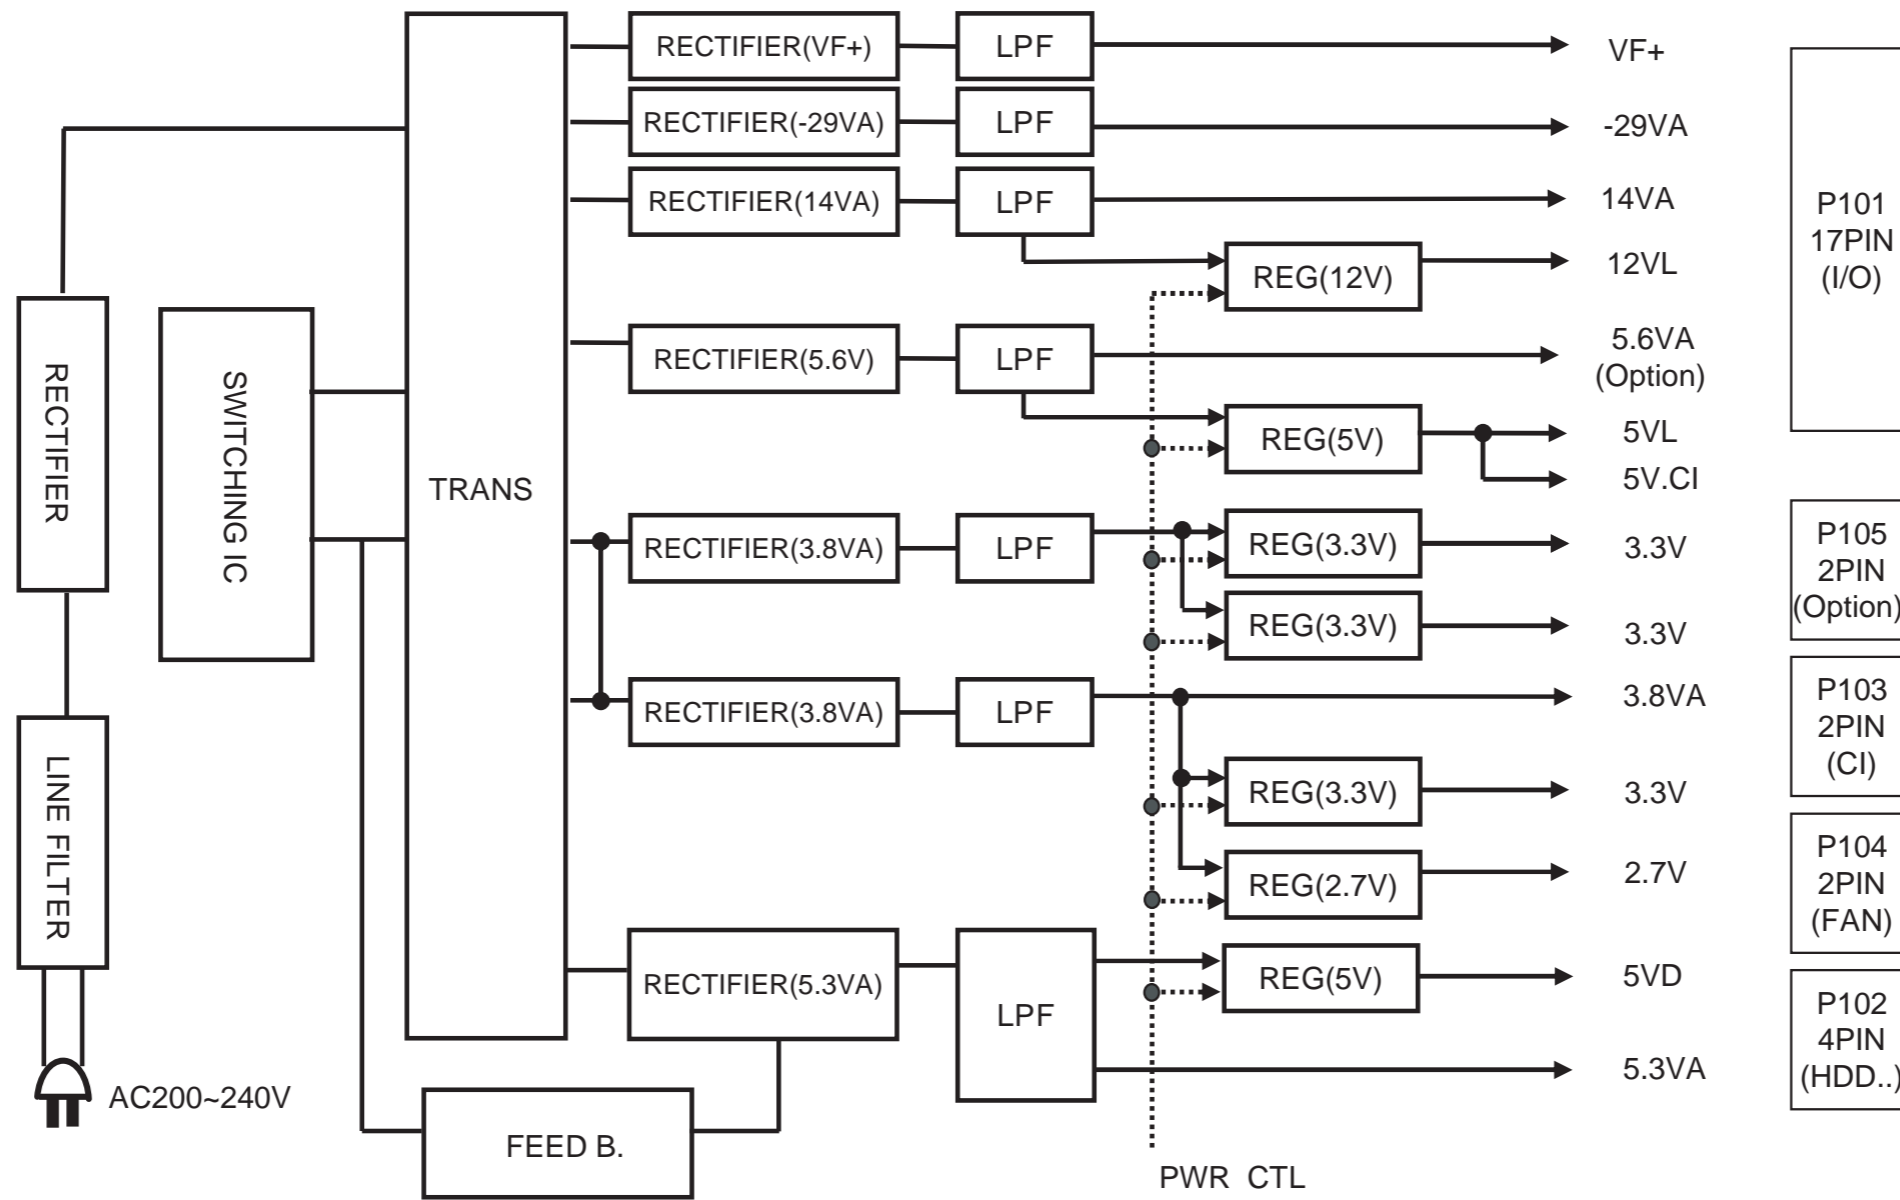 RECTIFIER(VF+)
LPF
VF+
RECTIFIER(-29VA)
LPF
-29VA
RECTIFIER(14VA)
LPF
14VA
REG(12V)
12VL
RECTIFIER(5.6V)
LPF
5.6VA
(Option)
REG(5V)
5VL
5V.CI
RECTIFIER
SWITCHING IC
TRANS
RECTIFIER(3.8VA)
LPF
REG(3.3V)
3.3V
REG(3.3V)
3.3V
RECTIFIER(3.8VA)
LPF
3.8VA
REG(3.3V)
3.3V
REG(2.7V)
2.7V
LINE FILTER
RECTIFIER(5.3VA)
LPF
REG(5V)
5VD
5.3VA
AC200~240V
FEED B.
PWR CTL
P101
17PIN
(I/O)
P105
2PIN
(Option)
P103
2PIN
(CI)
P104
2PIN
(FAN)
P102
4PIN
(HDD..)